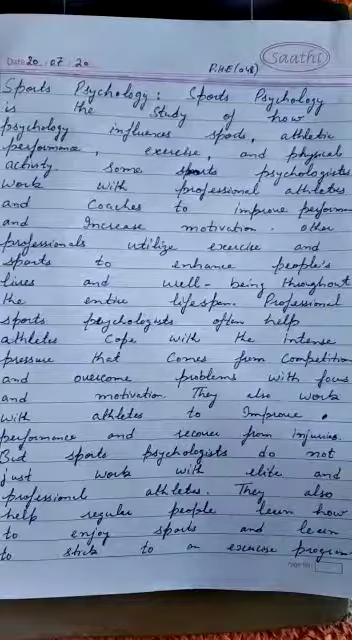 Date 20.07.20
P.HE(048)
Saathi
Sports Psychology: Sports Psychology
is the study of how
psychology influences spods, athletic
performance, exercise, and physical
activity. Some sports psychologists
work with professional athletes
and Coaches to improve perform
and Increase motivation. other
professionals utilize exercise and
sports to enhance people's
lives and well-being throughout
the entire lifespan. Professional
sports psychologists often help
athletes Cope with the intense
pressure that comes from competition
and overcome problems with focus
and motivation. They also work
with athletes to Improve.
performance and recover from injuries.
But sports psychologists do not
just work with elite and
professional athletes. They also
help regular people learn how
to enjoy sports and learn
to stick to an exercise program